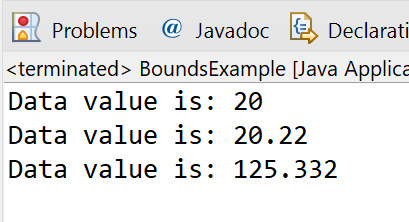 Problems @ Javadoc Declarati
<terminated> BoundsExample [Java Applica
Data value is: 20
Data value is: 20.22
Data value is: 125.332